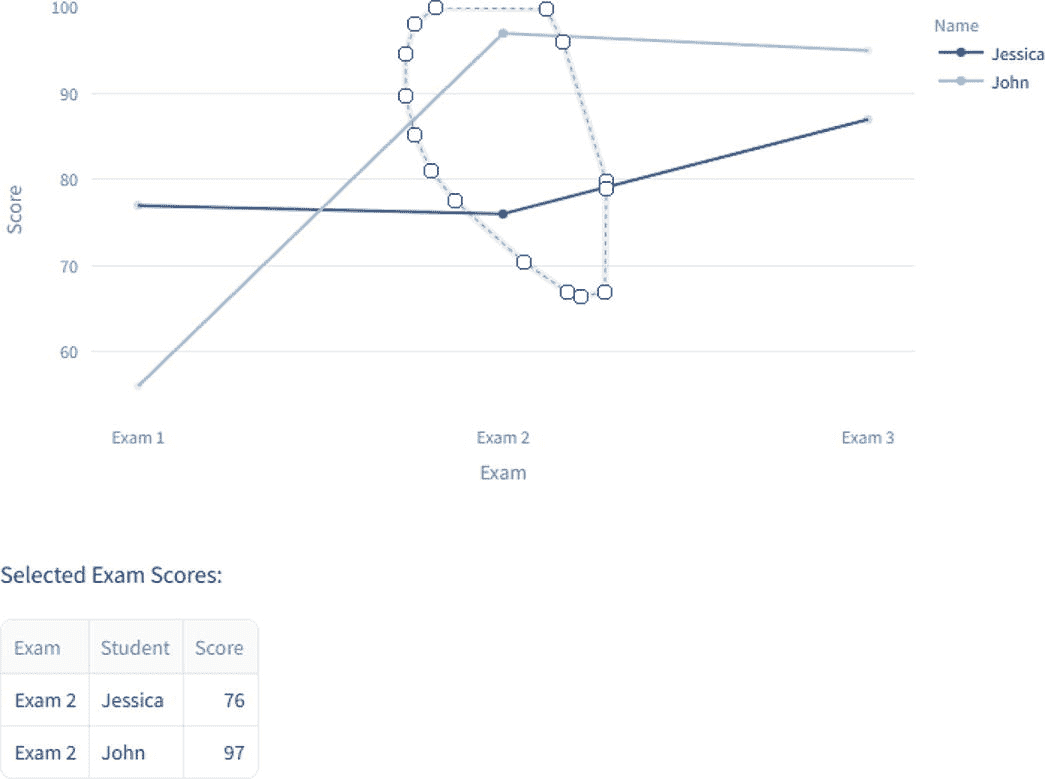 100
90
80
70
60
Score
Exam 1
Exam 2
Exam 3
Exam
Name
Jessica
John
Selected Exam Scores:
Exam Student Score
Exam 2 Jessica 76
Exam 2 John 97